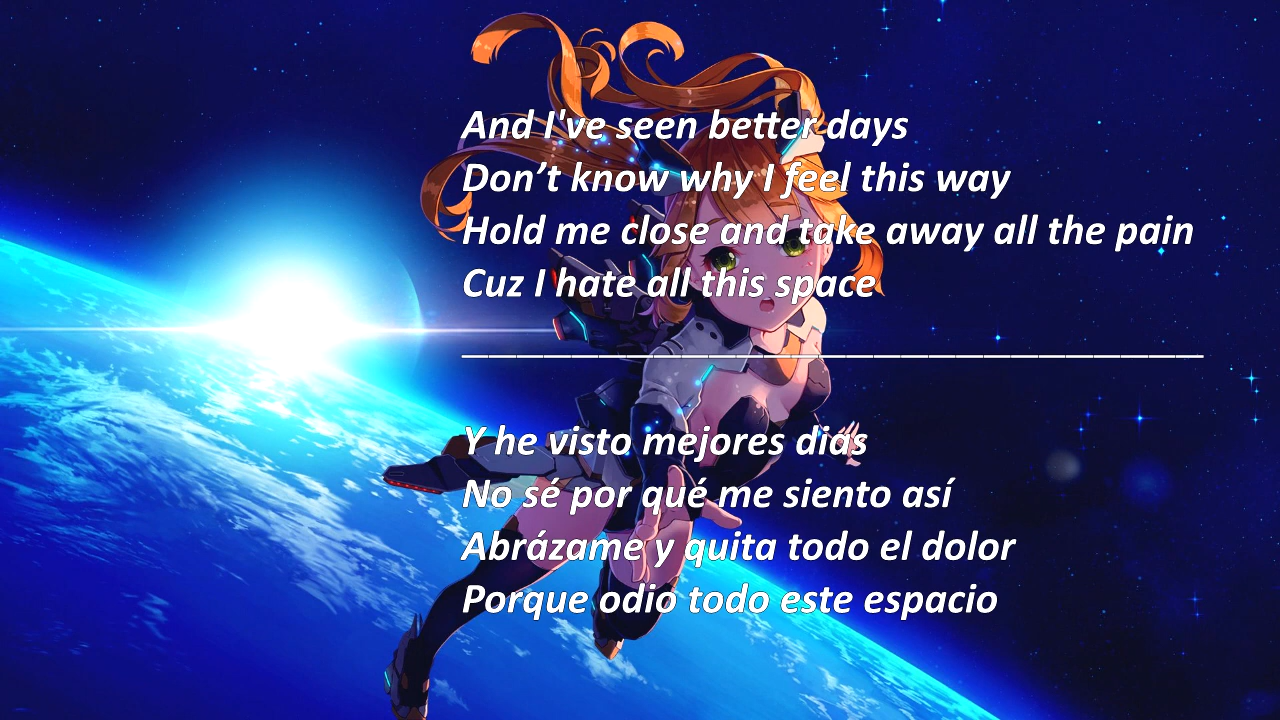 And I've seen better days
Don’t know why I feel this way
Hold me close and take away all the pain
Cuz I hate all this space
Y he visto mejores dias
No sé por qué me siento así
Abrázame y quita todo el dolor
Porque odio todo este espacio